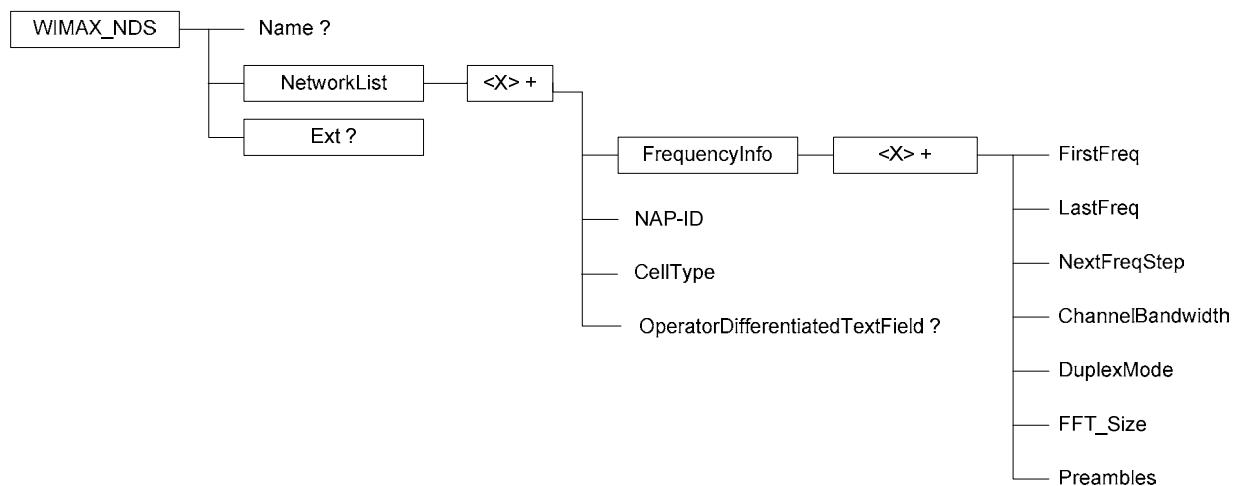 WIMAX_NDS
Name ?
NetworkList
<X> +
Ext ?
FrequencyInfo
<X> +
FirstFreq
LastFreq
NAP-ID
NextFreqStep
CellType
ChannelBandwidth
OperatorDifferentiatedTextField ?
DuplexMode
FFT_Size
Preambles